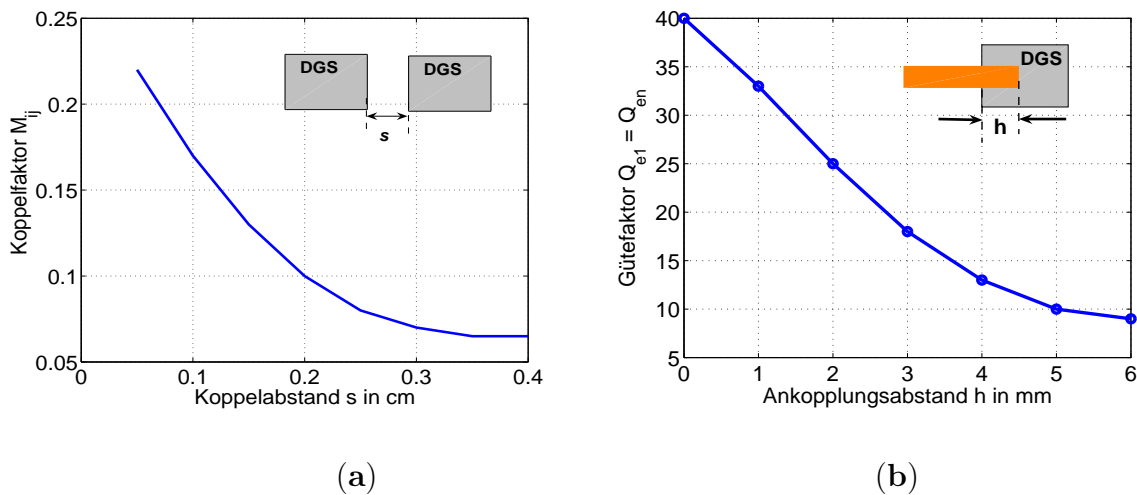 0.25
0.2
0.15
0.1
0.05
0
0.1
0.2
0.3
0.4
Koppelfaktor M_ij
Koppelabstand s in cm
DGS
DGS
s
(a)
40
35
30
25
20
15
10
5
0
1
2
3
4
5
6
Gütefaktor Q_e1 = Q_en
Ankopplungsabstand h in mm
DGS
h
(b)